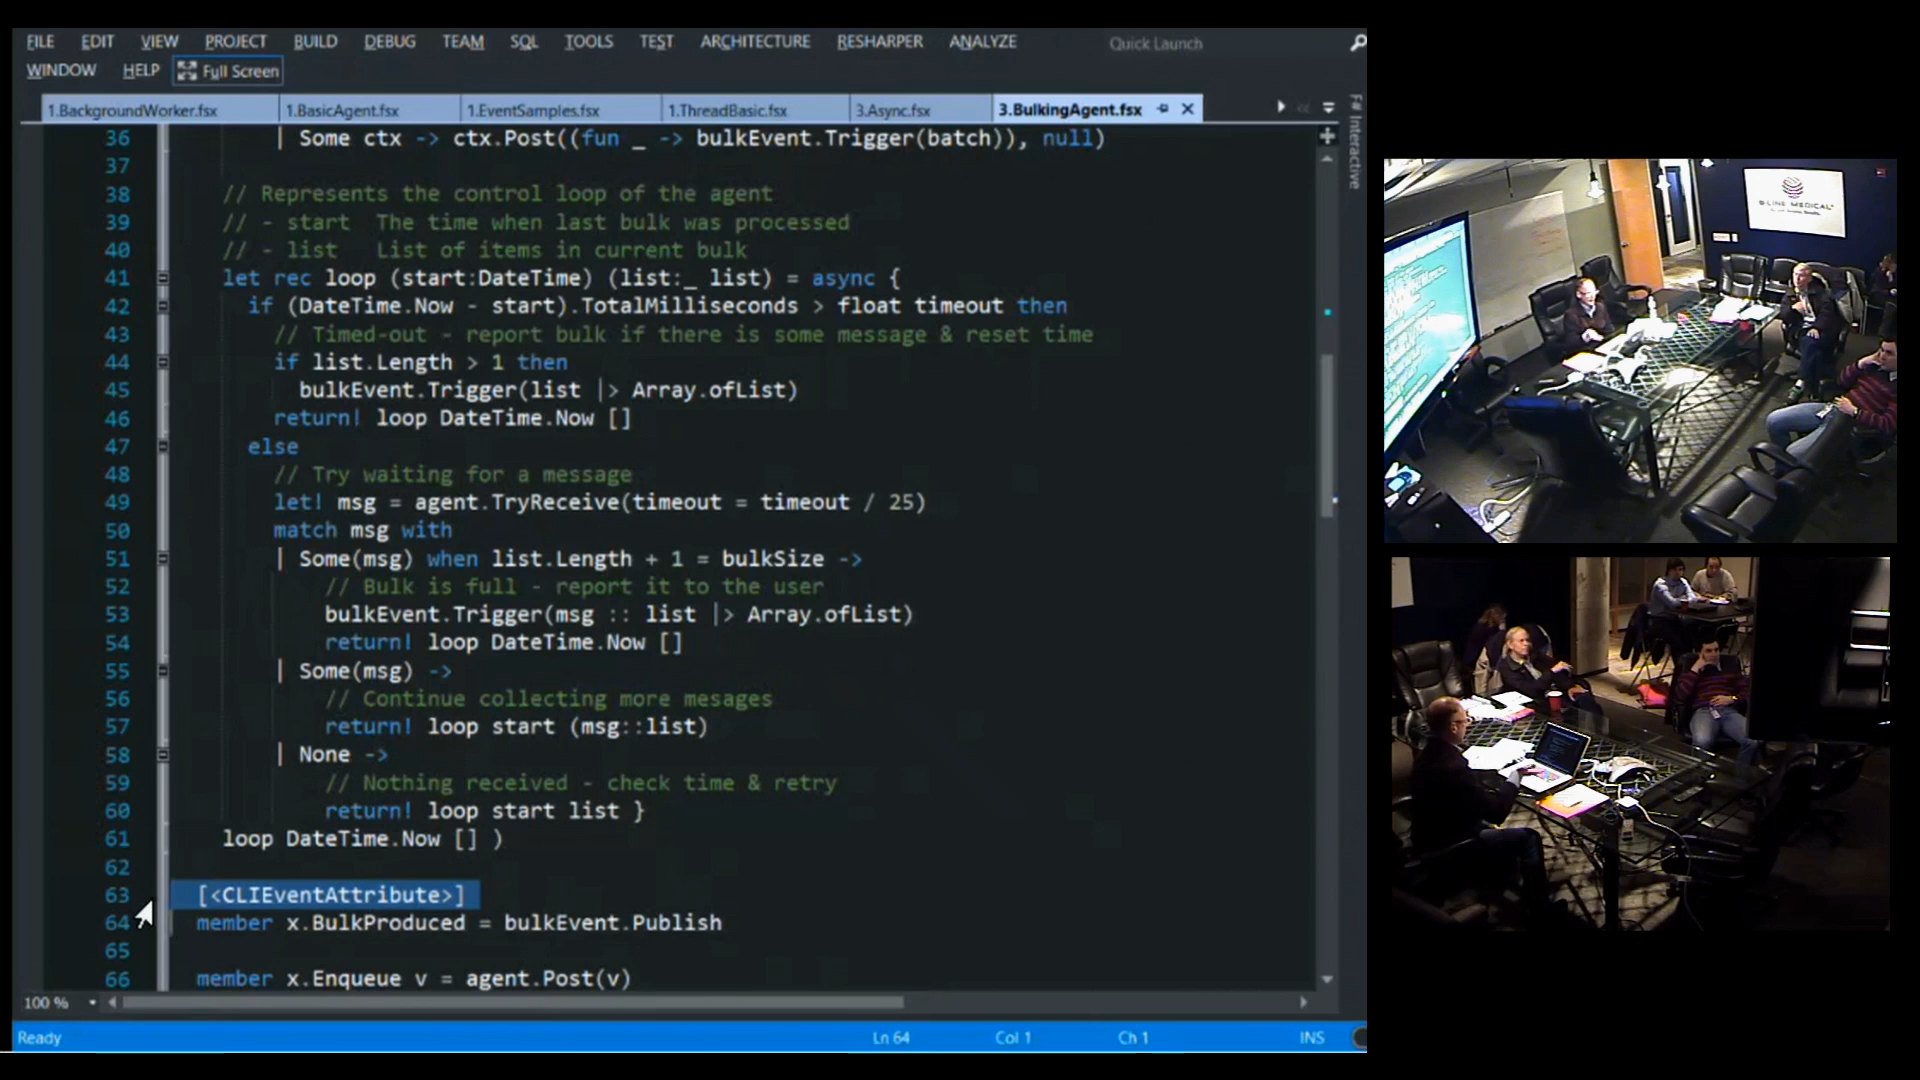 FILE EDIT VIEW PROJECT BUILD DEBUG TEAM SQL TOOLS TEST ARCHITECTURE RESHARPER ANALYZE Quick Launch
WINDOW HELP Full Screen
1.BackgroundWorker.fsx 1.BasicAgent.fsx 1.EventSamples.fsx 1.ThreadBasic.fsx 3.Async.fsx 3.BulkingAgent.fsx
F# Interactive
36 | Some ctx -> ctx.Post((fun _ -> bulkEvent.Trigger(batch)), null)
37
38 // Represents the control loop of the agent
39 // - start The time when last bulk was processed
40 // - list List of items in current bulk
41 let rec loop (start:DateTime) (list:_ list) = async {
42 if (DateTime.Now - start).TotalMilliseconds > float timeout then
43 // Timed-out - report bulk if there is some message & reset time
44 if list.Length > 1 then
45 bulkEvent.Trigger(list |> Array.ofList)
46 return! loop DateTime.Now []
47 else
48 // Try waiting for a message
49 let! msg = agent.TryReceive(timeout = timeout / 25)
50 match msg with
51 | Some(msg) when list.Length + 1 = bulkSize ->
52 // Bulk is full - report it to the user
53 bulkEvent.Trigger(msg :: list |> Array.ofList)
54 return! loop DateTime.Now []
55 | Some(msg) ->
56 // Continue collecting more mesages
57 return! loop start (msg::list)
58 | None ->
59 // Nothing received - check time & retry
60 return! loop start list }
61 loop DateTime.Now [] )
62
63 [<CLIEventAttribute>]
64 member x.BulkProduced = bulkEvent.Publish
65
66 member x.Enqueue v = agent.Post(v)
100 %
Ready Ln 64 Col 1 Ch 1 INS
B-LINE MEDICAL